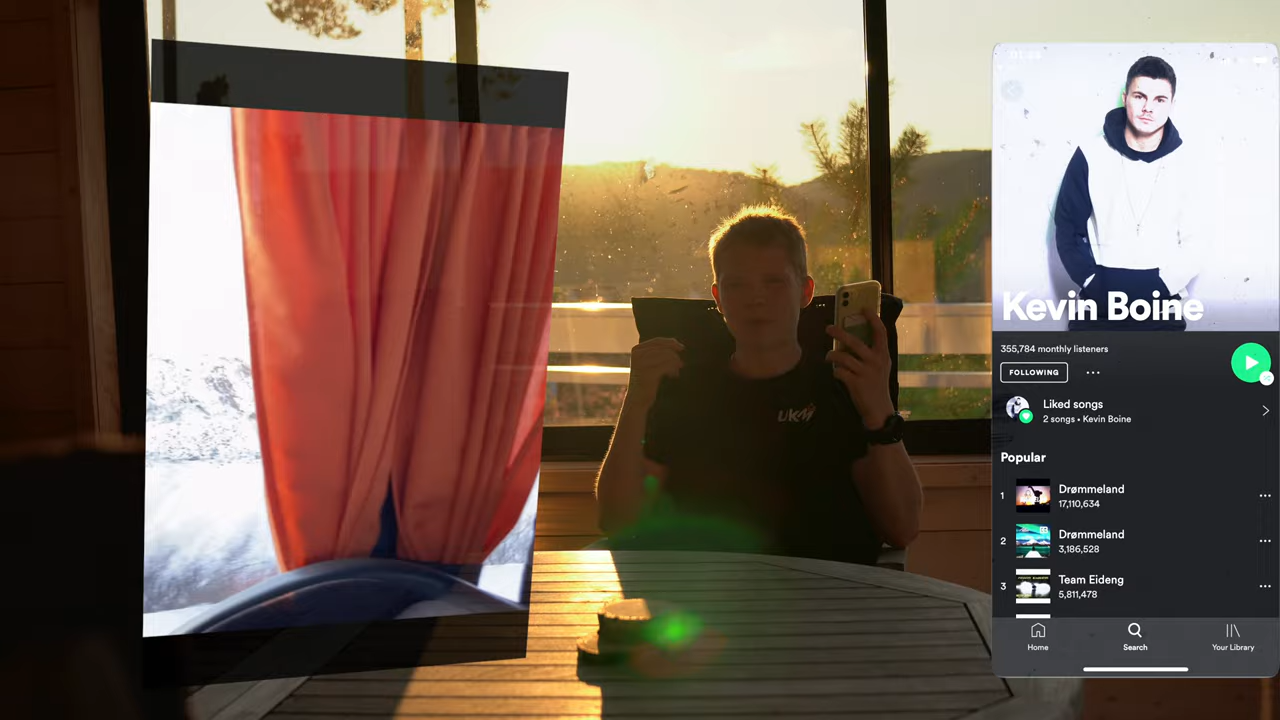 UKM
Kevin Boine
355,784 monthly listeners
FOLLOWING
Liked songs
2 songs • Kevin Boine
Popular
1
Drømmeland
17,110,634
2
Drømmeland
3,186,528
3
Team Eideng
5,811,478
Home
Search
Your Library